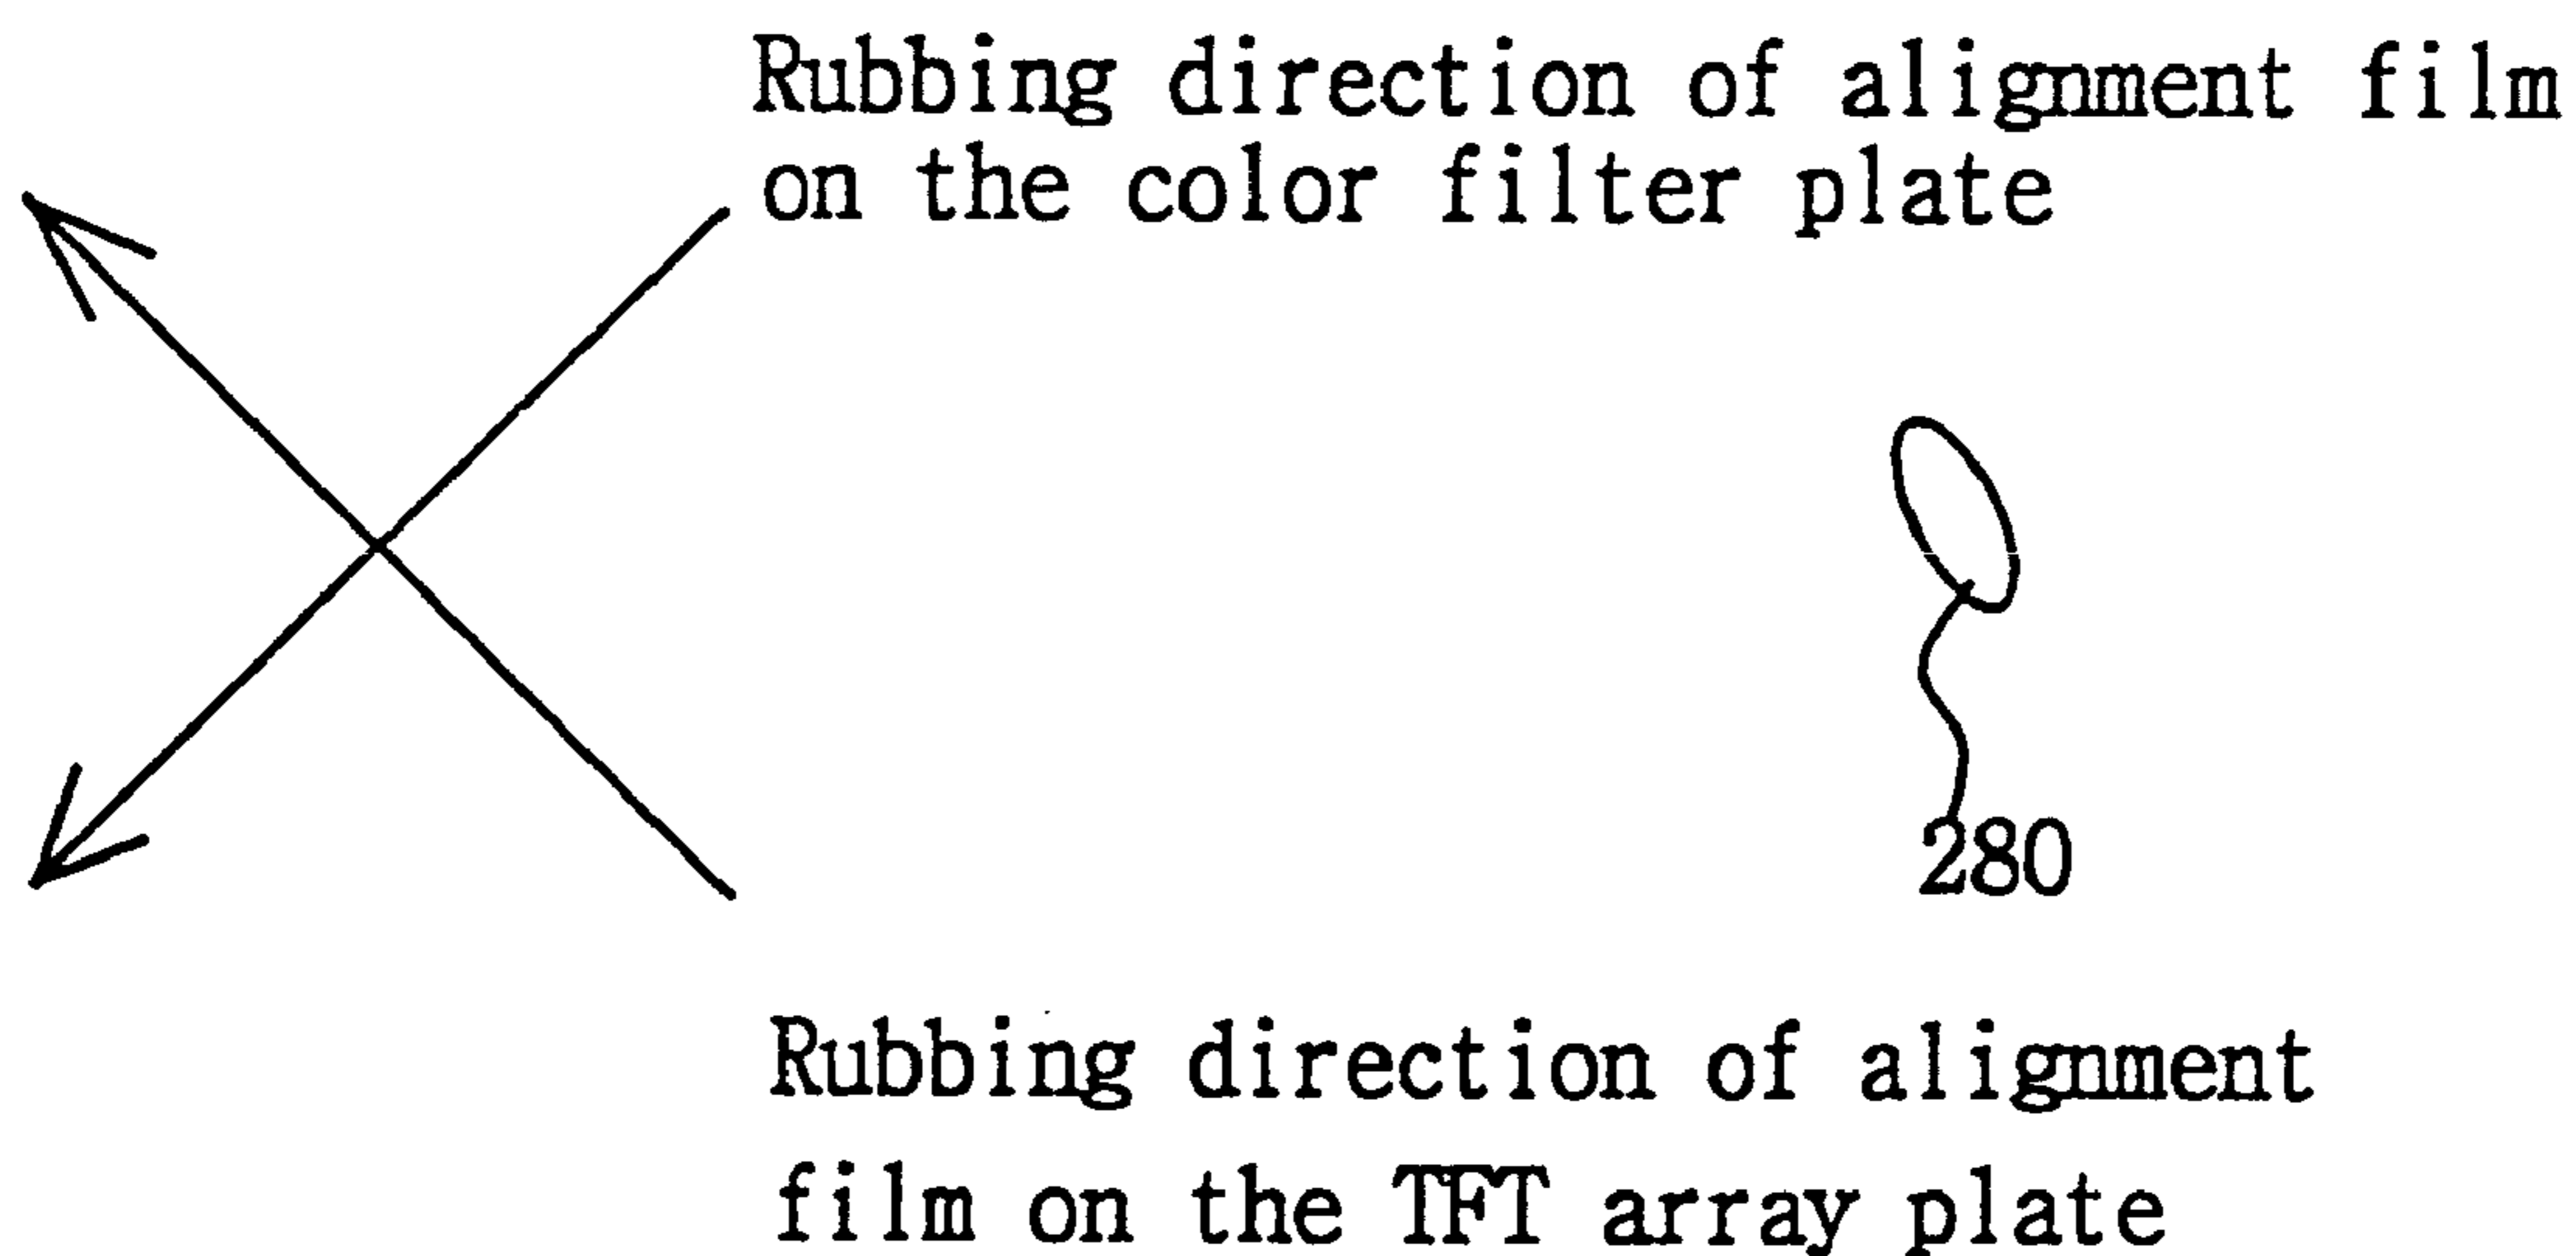 Rubbing direction of alignment film
on the color filter plate
280
Rubbing direction of alignment
film on the TFT array plate